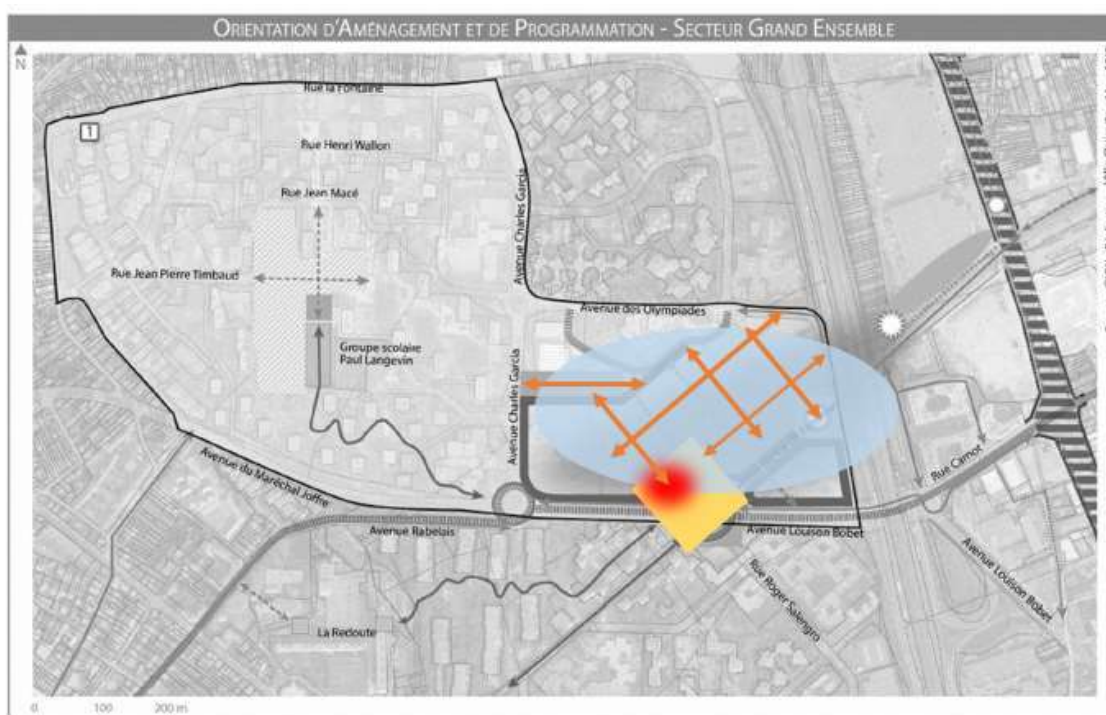 ORIENTATION D'AMÉNAGEMENT ET DE PROGRAMMATION - SECTEUR GRAND ENSEMBLE
N
Rue la Fontaine
1
Rue Henri Wallon
Rue Jean Macé
Avenue Charles Garcia
Rue Jean Pierre Timbaud
Avenue des Olympiades
Groupe scolaire
Paul Langevin
Avenue Charles Garcia
Rue Carnot
Avenue du Maréchal Joffre
Avenue Rabelais
Avenue Louison Bobet
Avenue Louison Bobet
Rue Roger Salengro
La Redoute
0 100 200 m